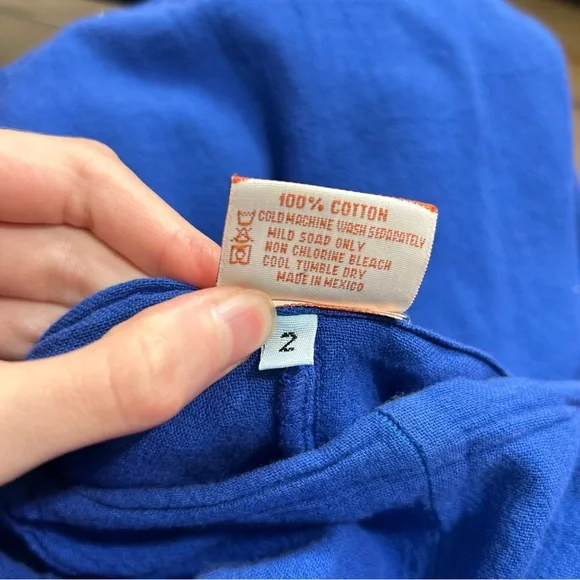 100% COTTON
COLD MACHINE WASH SEPARATELY
MILD SOAP ONLY
NON CHLORINE BLEACH
COOL TUMBLE DRY
MADE IN MEXICO
2